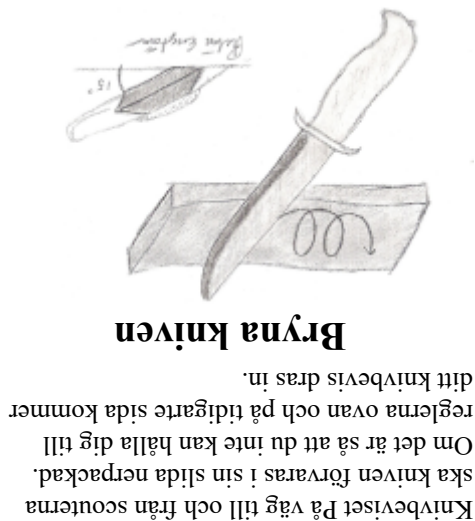 Knivbeviset På väg till och från scouterna
ska kniven förvaras i sin slida nerpackad.
Om det är så att du inte kan hålla dig till
reglerna ovan och på tidigarte sida kommer
ditt knivbevis dras in.
Bryna kniven
15°